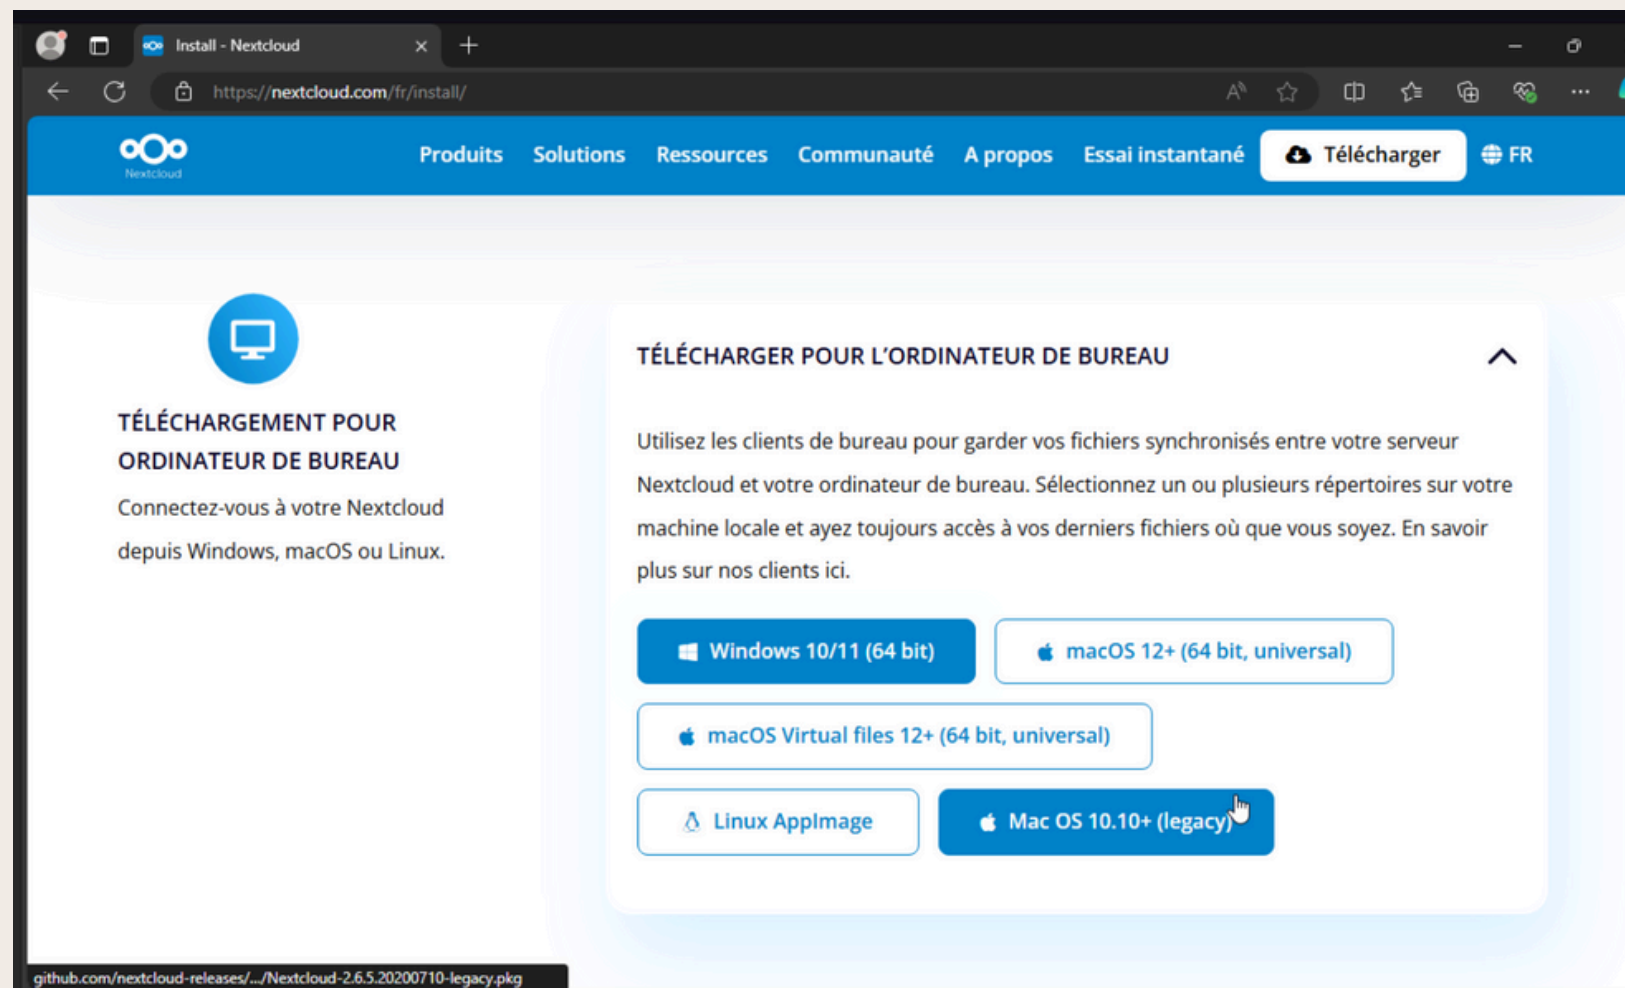 Install - Nextcloud
https://nextcloud.com/fr/install/
Nextcloud
Produits Solutions Ressources Communauté A propos Essai instantané Télécharger FR
TÉLÉCHARGEMENT POUR
ORDINATEUR DE BUREAU
Connectez-vous à votre Nextcloud
depuis Windows, macOS ou Linux.
TÉLÉCHARGER POUR L'ORDINATEUR DE BUREAU
Utilisez les clients de bureau pour garder vos fichiers synchronisés entre votre serveur
Nextcloud et votre ordinateur de bureau. Sélectionnez un ou plusieurs répertoires sur votre
machine locale et ayez toujours accès à vos derniers fichiers où que vous soyez. En savoir
plus sur nos clients ici.
Windows 10/11 (64 bit) macOS 12+ (64 bit, universal)
macOS Virtual files 12+ (64 bit, universal)
Linux AppImage Mac OS 10.10+ (legacy)
github.com/nextcloud-releases/.../Nextcloud-2.6.5.20200710-legacy.pkg